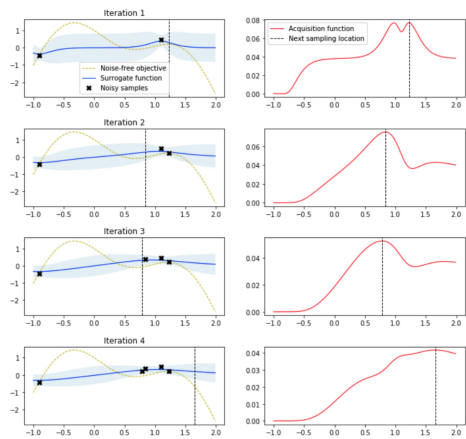 Iteration 1
1
0
−1
−2
−1.0 −0.5 0.0 0.5 1.0 1.5 2.0
Noise-free objective
Surrogate function
Noisy samples
0.08
0.06
0.04
0.02
0.00
−1.0 −0.5 0.0 0.5 1.0 1.5 2.0
Acquisition function
Next sampling location
Iteration 2
1
0
−1
−2
−1.0 −0.5 0.0 0.5 1.0 1.5 2.0
0.06
0.04
0.02
0.00
−1.0 −0.5 0.0 0.5 1.0 1.5 2.0
Iteration 3
1
0
−1
−2
−1.0 −0.5 0.0 0.5 1.0 1.5 2.0
0.04
0.02
0.00
−1.0 −0.5 0.0 0.5 1.0 1.5 2.0
Iteration 4
1
0
−1
−2
−1.0 −0.5 0.0 0.5 1.0 1.5 2.0
0.04
0.03
0.02
0.01
0.00
−1.0 −0.5 0.0 0.5 1.0 1.5 2.0